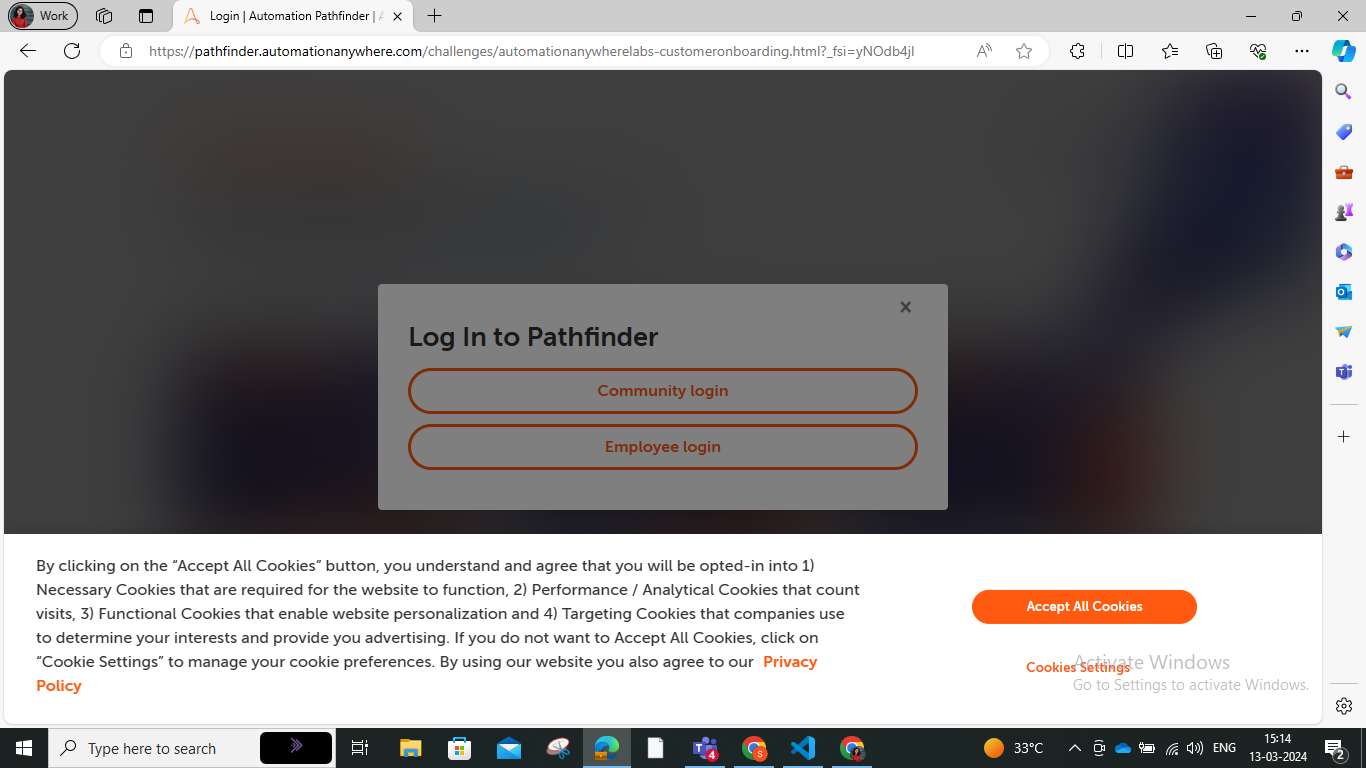 Work
Login | Automation Pathfinder | A
https://pathfinder.automationanywhere.com/challenges/automationanywherelabs-customeronboarding.html?_fsi=yNOdb4jI
Log In to Pathfinder
Community login
Employee login
By clicking on the “Accept All Cookies” button, you understand and agree that you will be opted-in into 1)
Necessary Cookies that are required for the website to function, 2) Performance / Analytical Cookies that count
visits, 3) Functional Cookies that enable website personalization and 4) Targeting Cookies that companies use
to determine your interests and provide you advertising. If you do not want to Accept All Cookies, click on
“Cookie Settings” to manage your cookie preferences. By using our website you also agree to our Privacy
Policy
Accept All Cookies
Cookies Settings
Activate Windows
Go to Settings to activate Windows.
Type here to search
4
S
33°C
ENG
15:14
13-03-2024
2